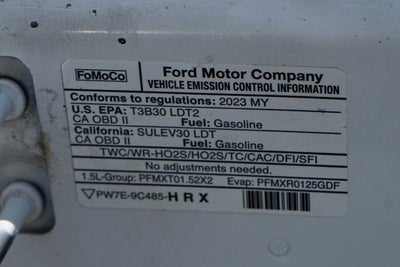 FoMoCo
Ford Motor Company
VEHICLE EMISSION CONTROL INFORMATION
Conforms to regulations: 2023 MY
U.S. EPA: T3B30 LDT2
CA OBD II Fuel: Gasoline
California: SULEV30 LDT
CA OBD II Fuel: Gasoline
TWC/WR-HO2S/HO2S/TC/CAC/DFI/SFI
No adjustments needed.
1.5L-Group: PFMXT01.52X2 Evap: PFMXR0125GDF
PW7E-9C485-HRX